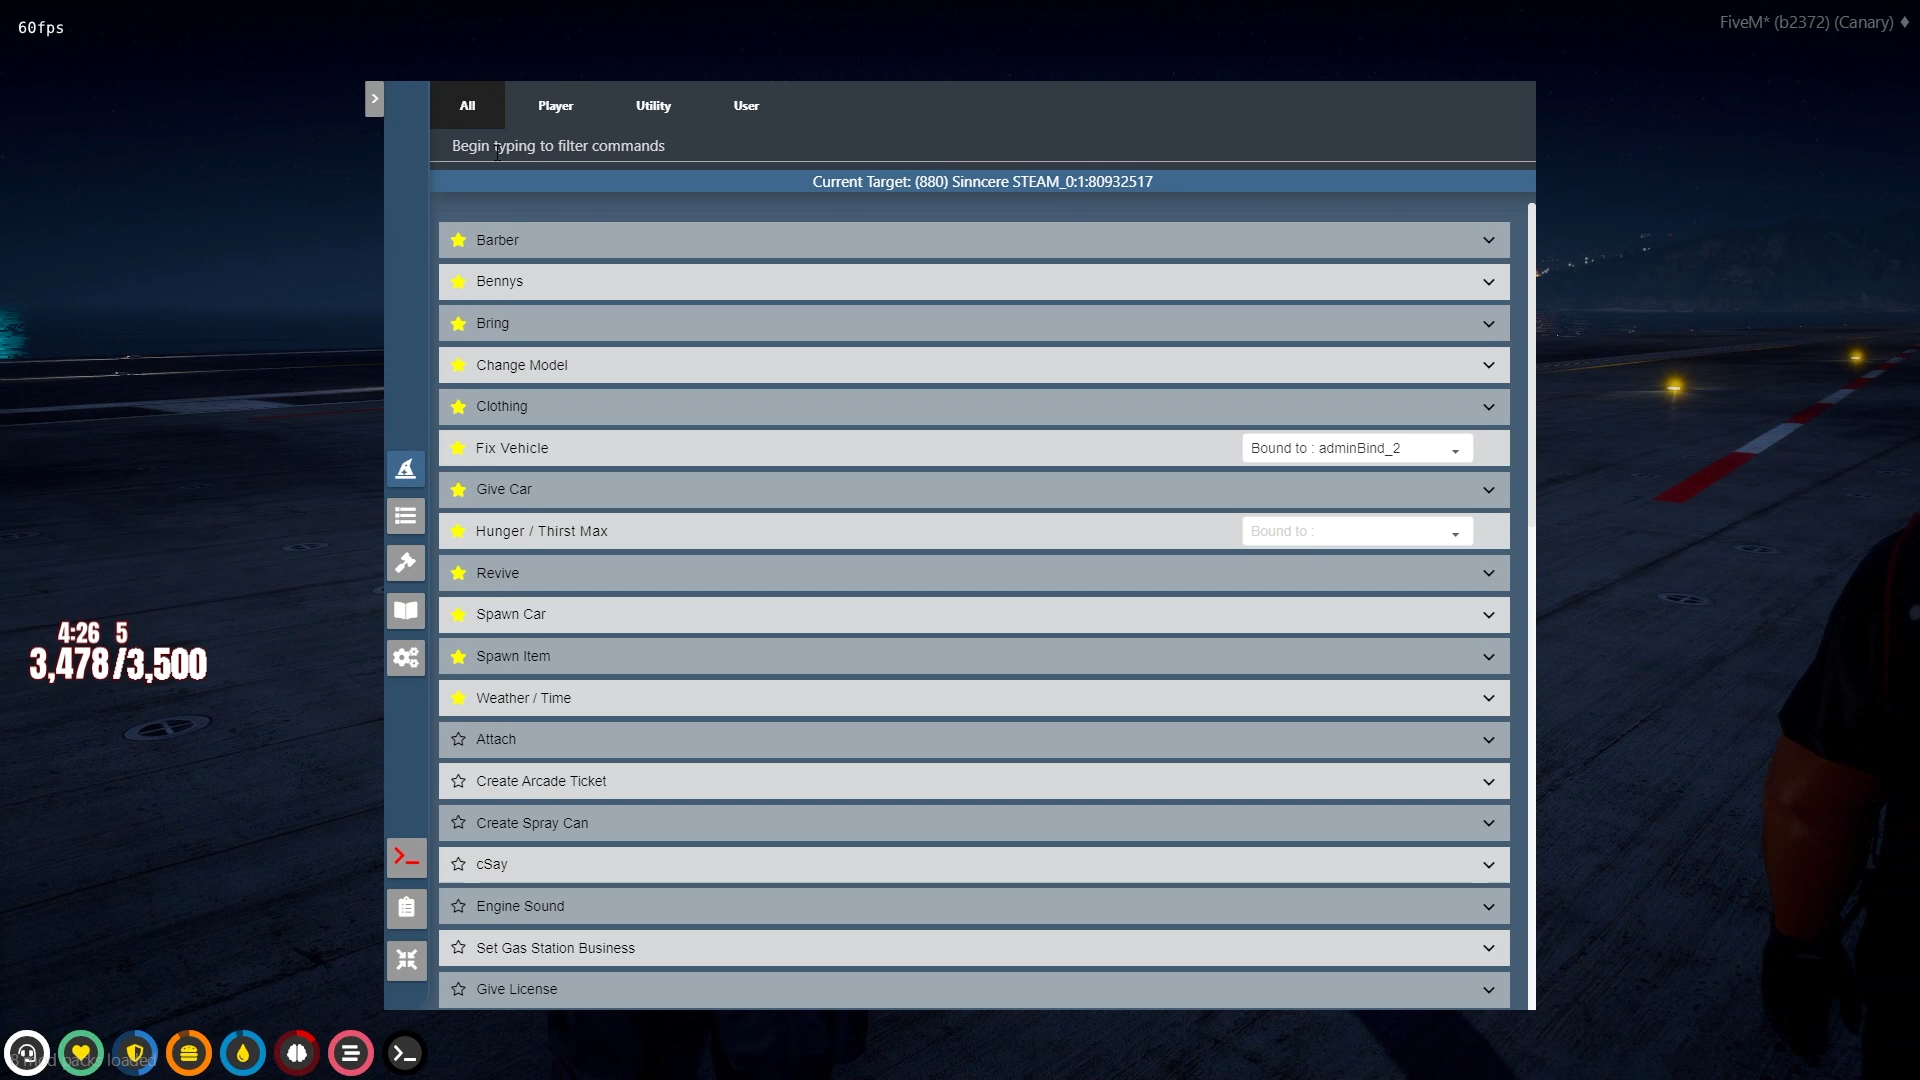 60fps
FiveM* (b2372) (Canary) ♦
All Player Utility User
Begin typing to filter commands
Current Target: (880) Sinncere STEAM_0:1:80932517
Barber
Bennys
Bring
Change Model
Clothing
Fix Vehicle Bound to : adminBind_2
Give Car
Hunger / Thirst Max Bound to :
Revive
Spawn Car
Spawn Item
Weather / Time
Attach
Create Arcade Ticket
Create Spray Can
cSay
Engine Sound
Set Gas Station Business
Give License
4:26 5
3,478/3,500
mod packs loaded